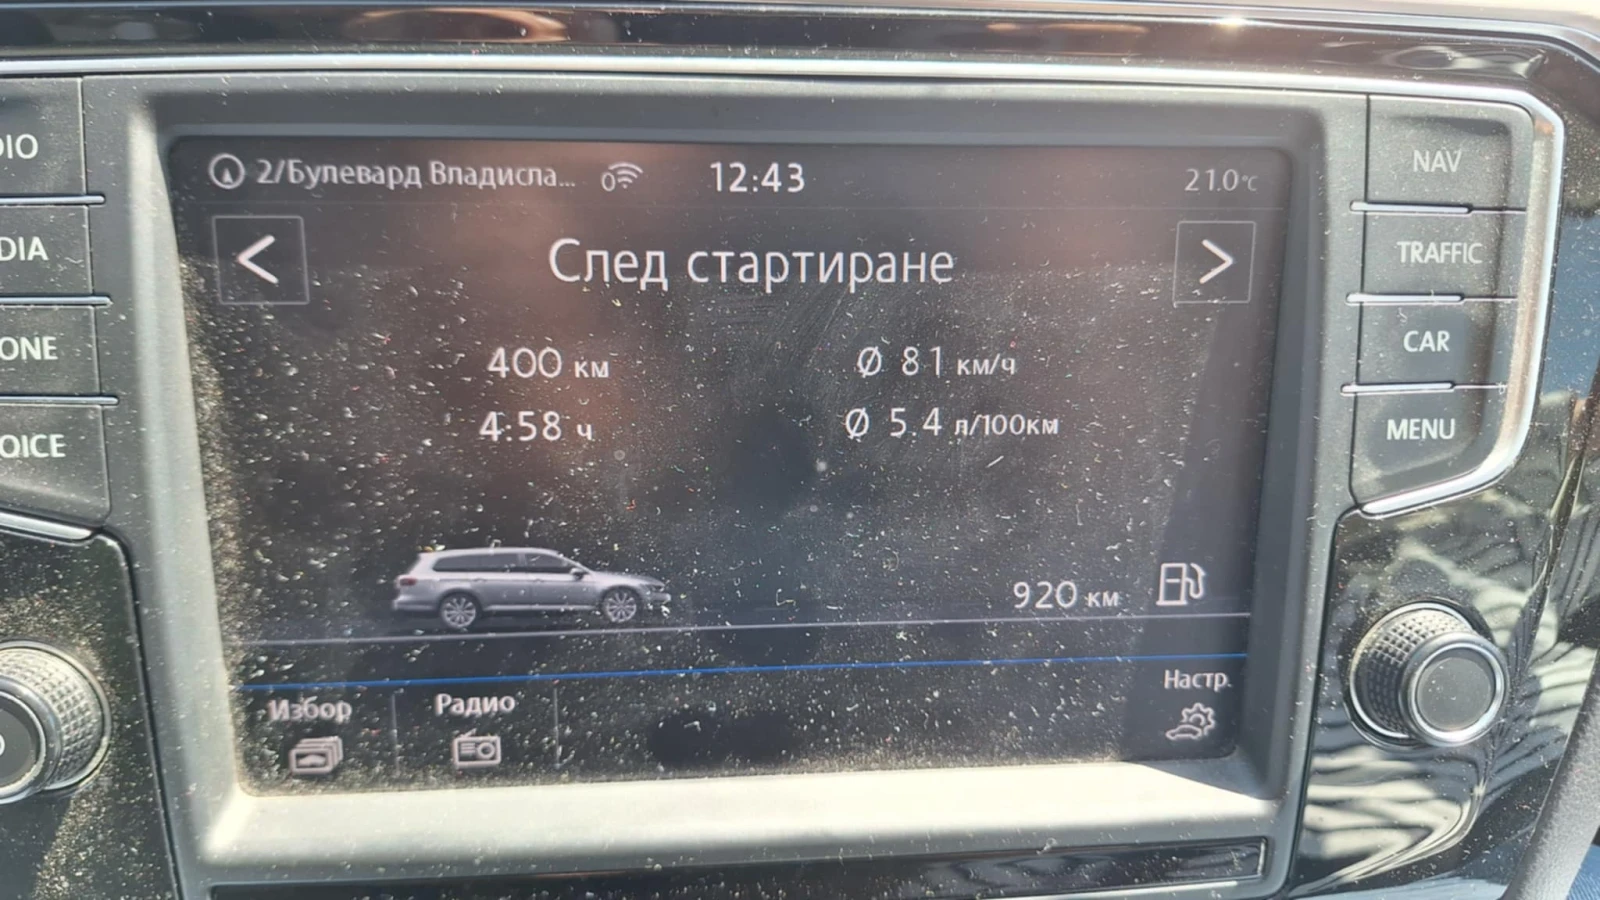 2/Булевард Владисла... 0 12:43 21.0°C
< След стартиране >
400 км Ø 81 км/ч
4:58 ч Ø 5.4 л/100км
920 км
Избор Радио Настр.
DIO
DIA
ONE
OICE
NAV
TRAFFIC
CAR
MENU